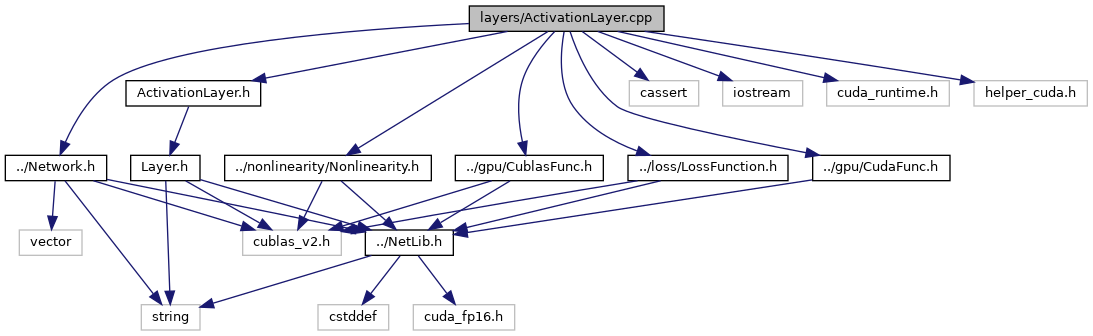 layers/ActivationLayer.cpp
ActivationLayer.h
cassert
iostream
cuda_runtime.h
helper_cuda.h
../Network.h
Layer.h
../nonlinearity/Nonlinearity.h
../gpu/CublasFunc.h
../loss/LossFunction.h
../gpu/CudaFunc.h
vector
cublas_v2.h
../NetLib.h
string
cstddef
cuda_fp16.h